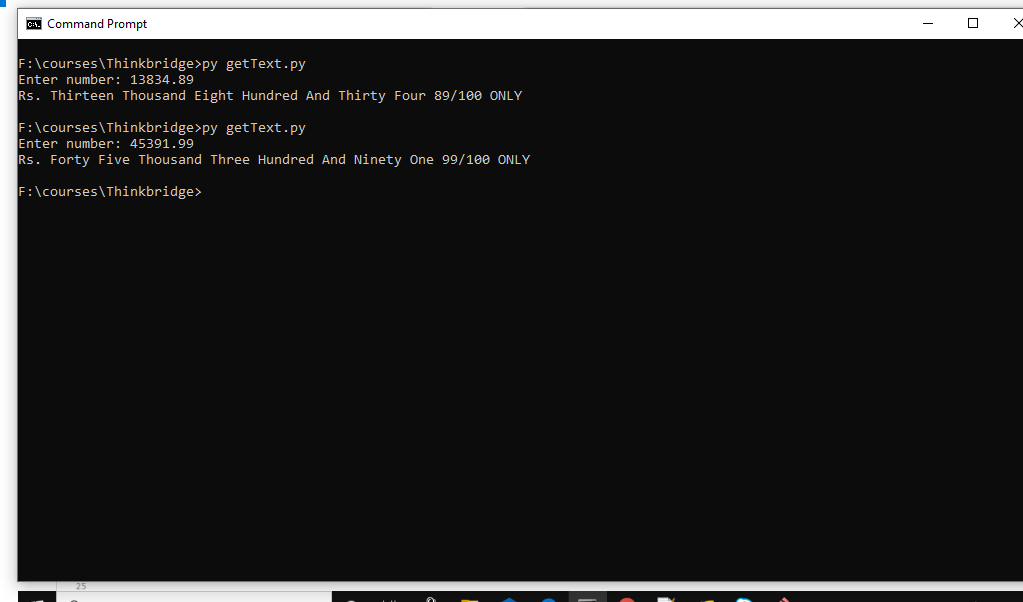 Command Prompt
F:\courses\Thinkbridge>py getText.py
Enter number: 13834.89
Rs. Thirteen Thousand Eight Hundred And Thirty Four 89/100 ONLY
F:\courses\Thinkbridge>py getText.py
Enter number: 45391.99
Rs. Forty Five Thousand Three Hundred And Ninety One 99/100 ONLY
F:\courses\Thinkbridge>
25